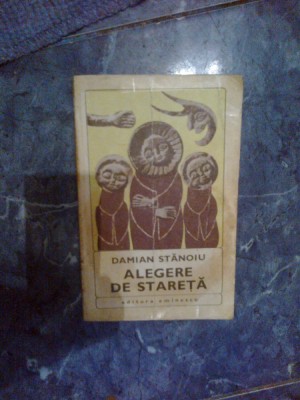 DAMIAN STĂNOIU
ALEGERE
DE STAREȚĂ
editura eminescu